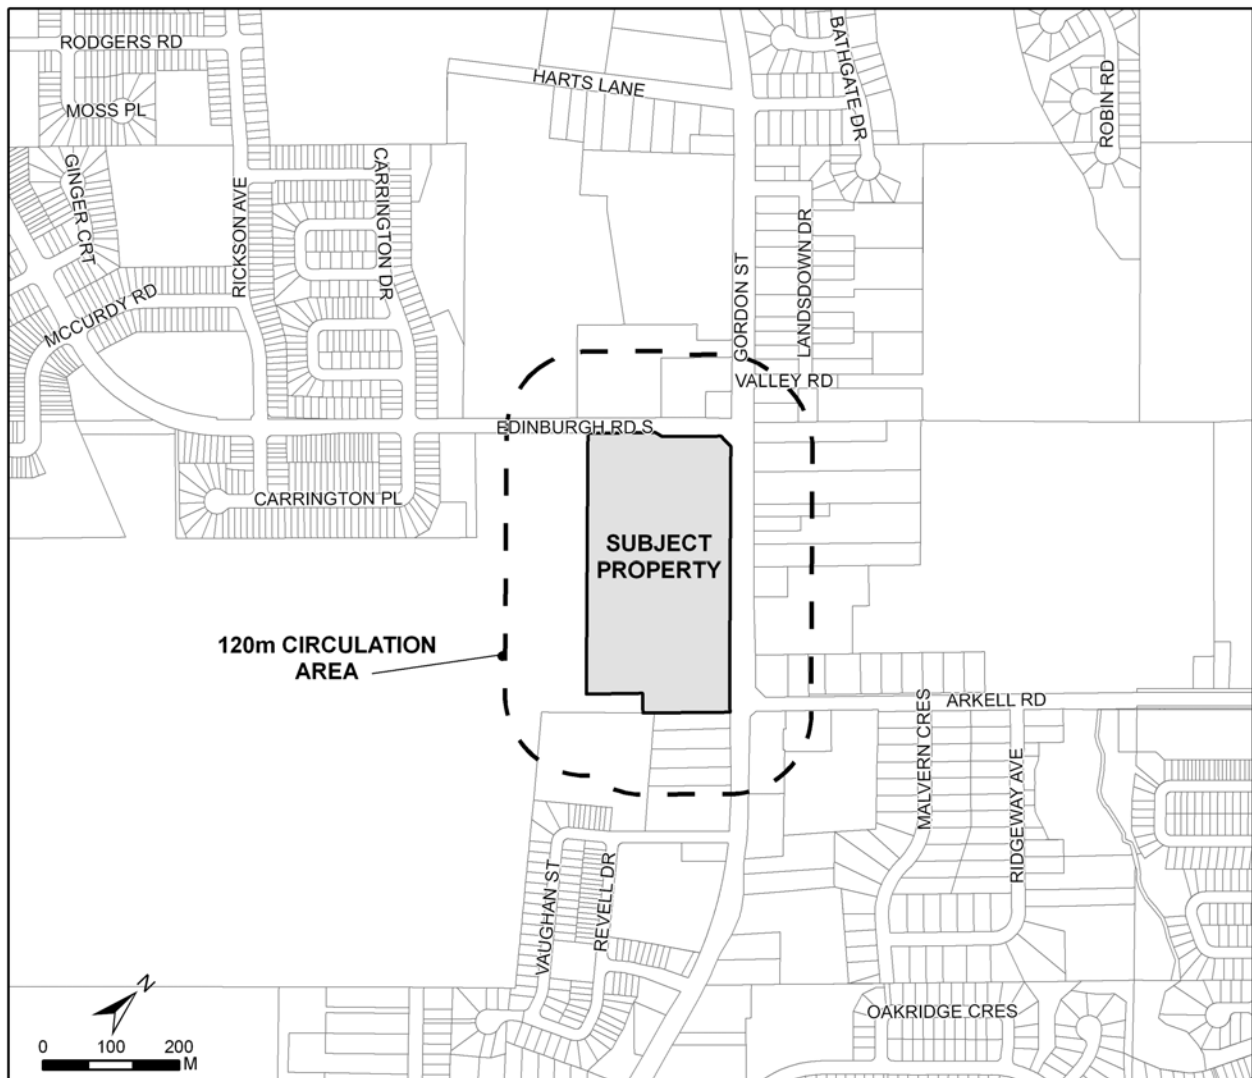 RODGERS RD
BATHGATE DR
HARTS LANE
ROBIN RD
MOSS PL
GINGER CRT
CARRINGTON DR
RICKSON AVE
LANDSDOWN DR
GORDON ST
MCCURDY RD
VALLEY RD
EDINBURGH RD S
CARRINGTON PL
SUBJECT
PROPERTY
120m CIRCULATION
AREA
ARKELL RD
MALVERN CRES
RIDGEWAY AVE
VAUGHAN ST
REVELL DR
OAKRIDGE CRES
N
0 100 200
M